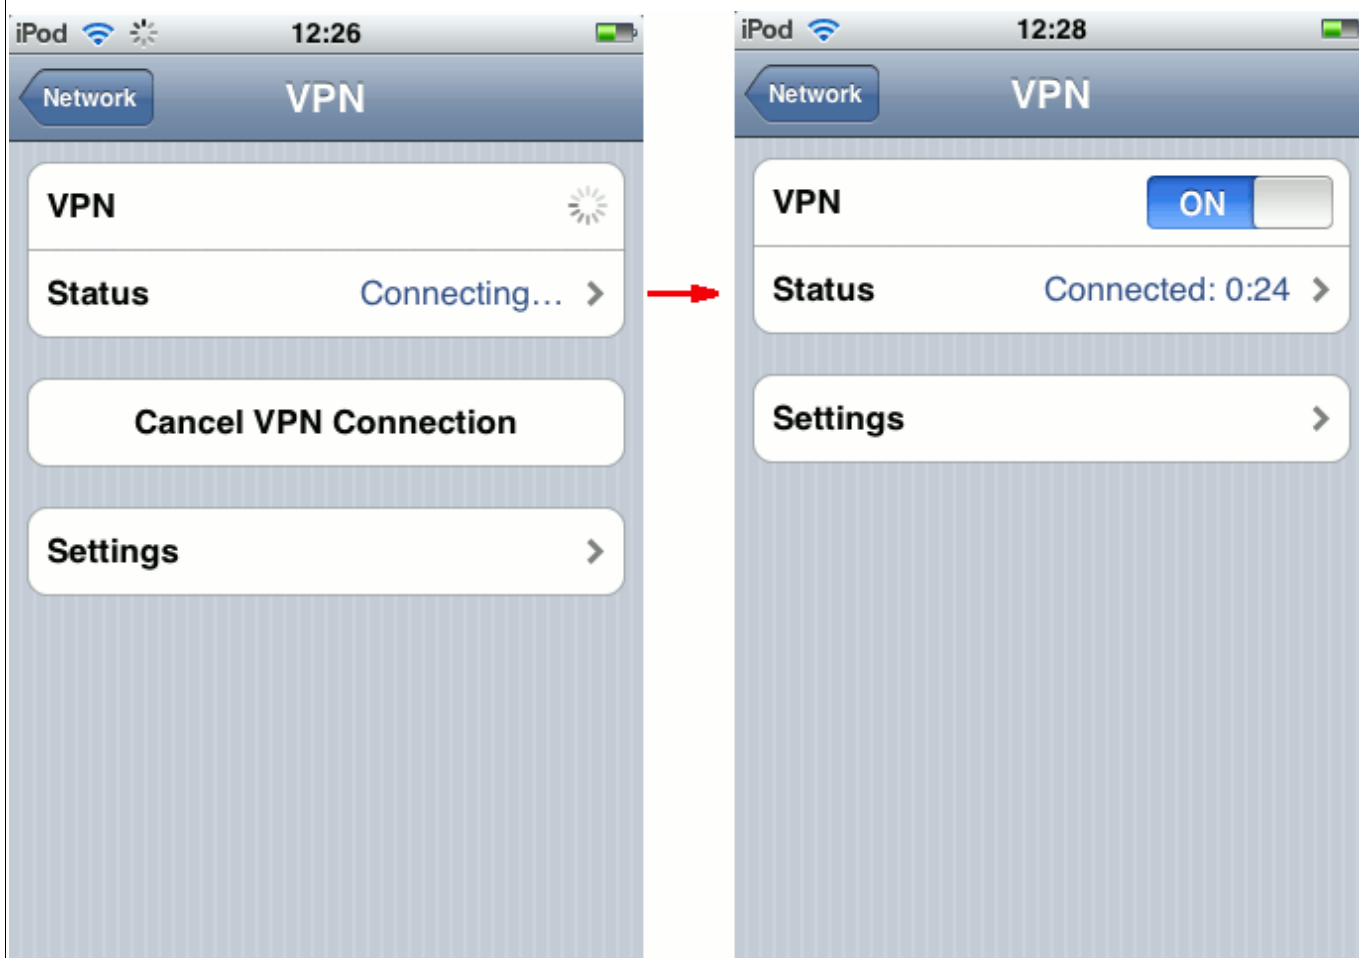 iPod 12:26
Network VPN
VPN
Status Connecting...
Cancel VPN Connection
Settings
iPod 12:28
Network VPN
VPN ON
Status Connected: 0:24
Settings